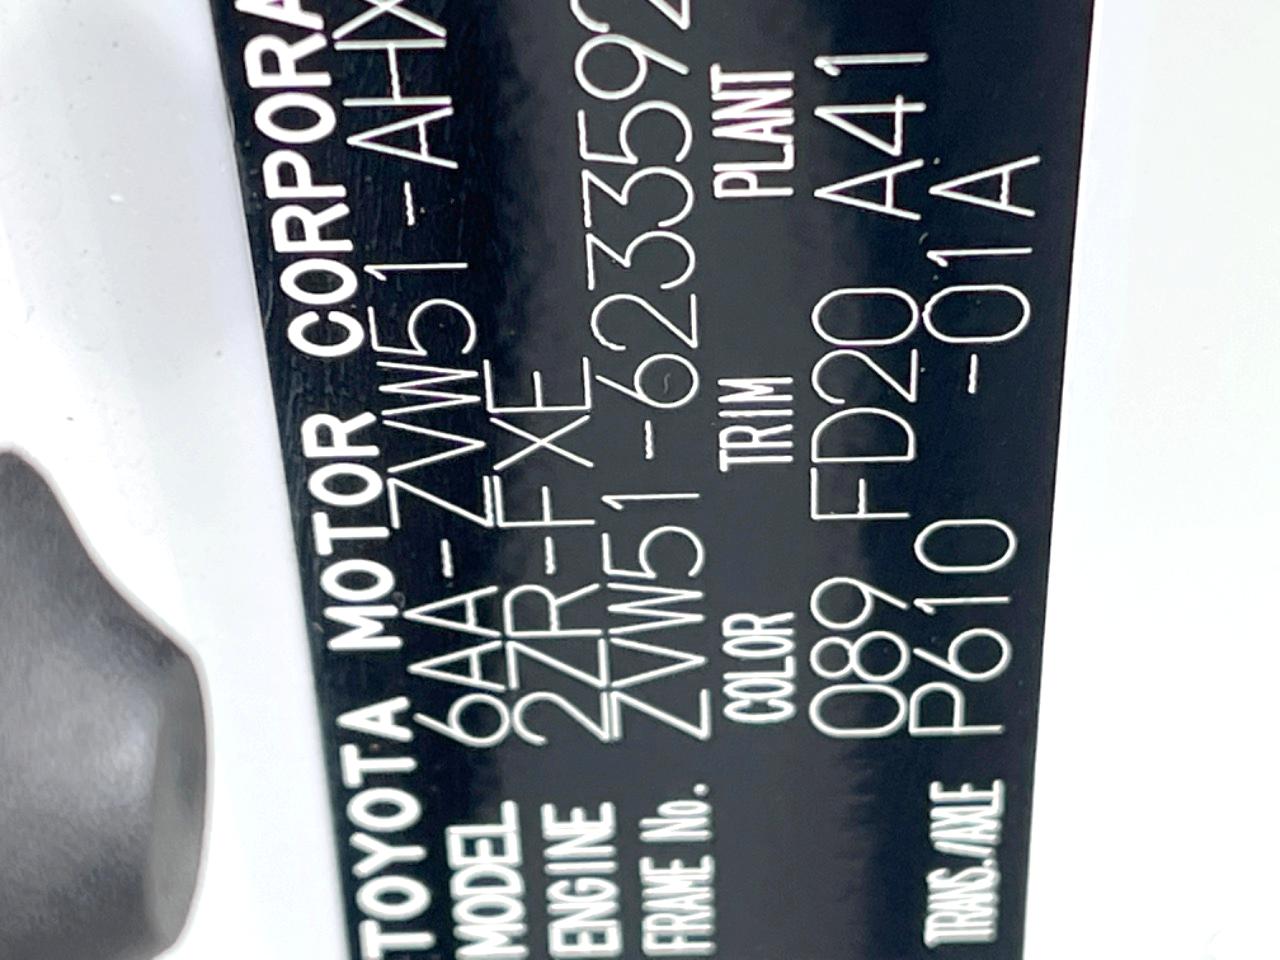 TOYOTA MOTOR CORPORA
MODEL 6AA-ZVW51-AHX
ENGINE 2ZR-FXE
FRAME No. ZVW51-6233592
COLOR TRIM PLANT
089 FD20 A41
TRANS./AXLE P610 -01A